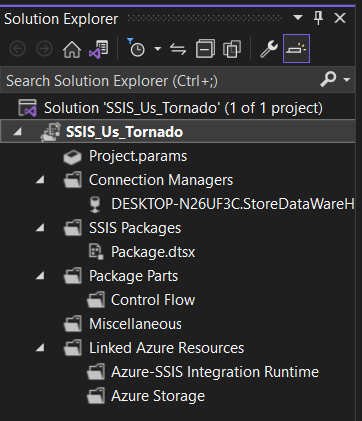 Solution Explorer
Search Solution Explorer (Ctrl+;)
Solution 'SSIS_Us_Tornado' (1 of 1 project)
SSIS_Us_Tornado
Project.params
Connection Managers
DESKTOP-N26UF3C.StoreDataWareH
SSIS Packages
Package.dtsx
Package Parts
Control Flow
Miscellaneous
Linked Azure Resources
Azure-SSIS Integration Runtime
Azure Storage